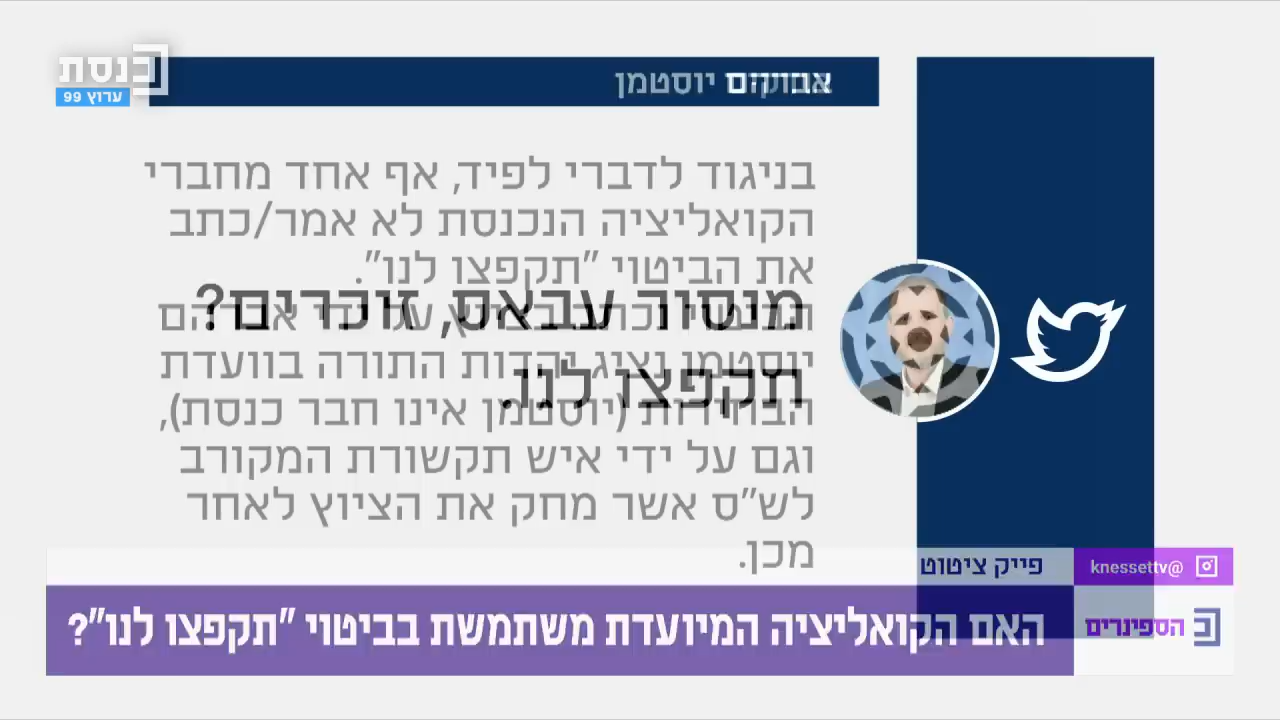 כנסת
ערוץ 99
יוסטמן
בניגוד לדברי לפיד, אף אחד מחברי
הקואליציה הנכנסת לא אמר/כתב
את הביטוי "תקפצו לנו".
מנסור עבאס, זוכרים?
תקפצו לנו.
יוסטמן נציג יהדות התורה בוועדת
הבחירות (יוסטמן אינו חבר כנסת),
וגם על ידי איש תקשורת המקורב
לש"ס אשר מחק את הציוץ לאחר
מכן.
פייק ציטוט
knessettv@
האם הקואליציה המיועדת משתמשת בביטוי "תקפצו לנו"?
הספינרים